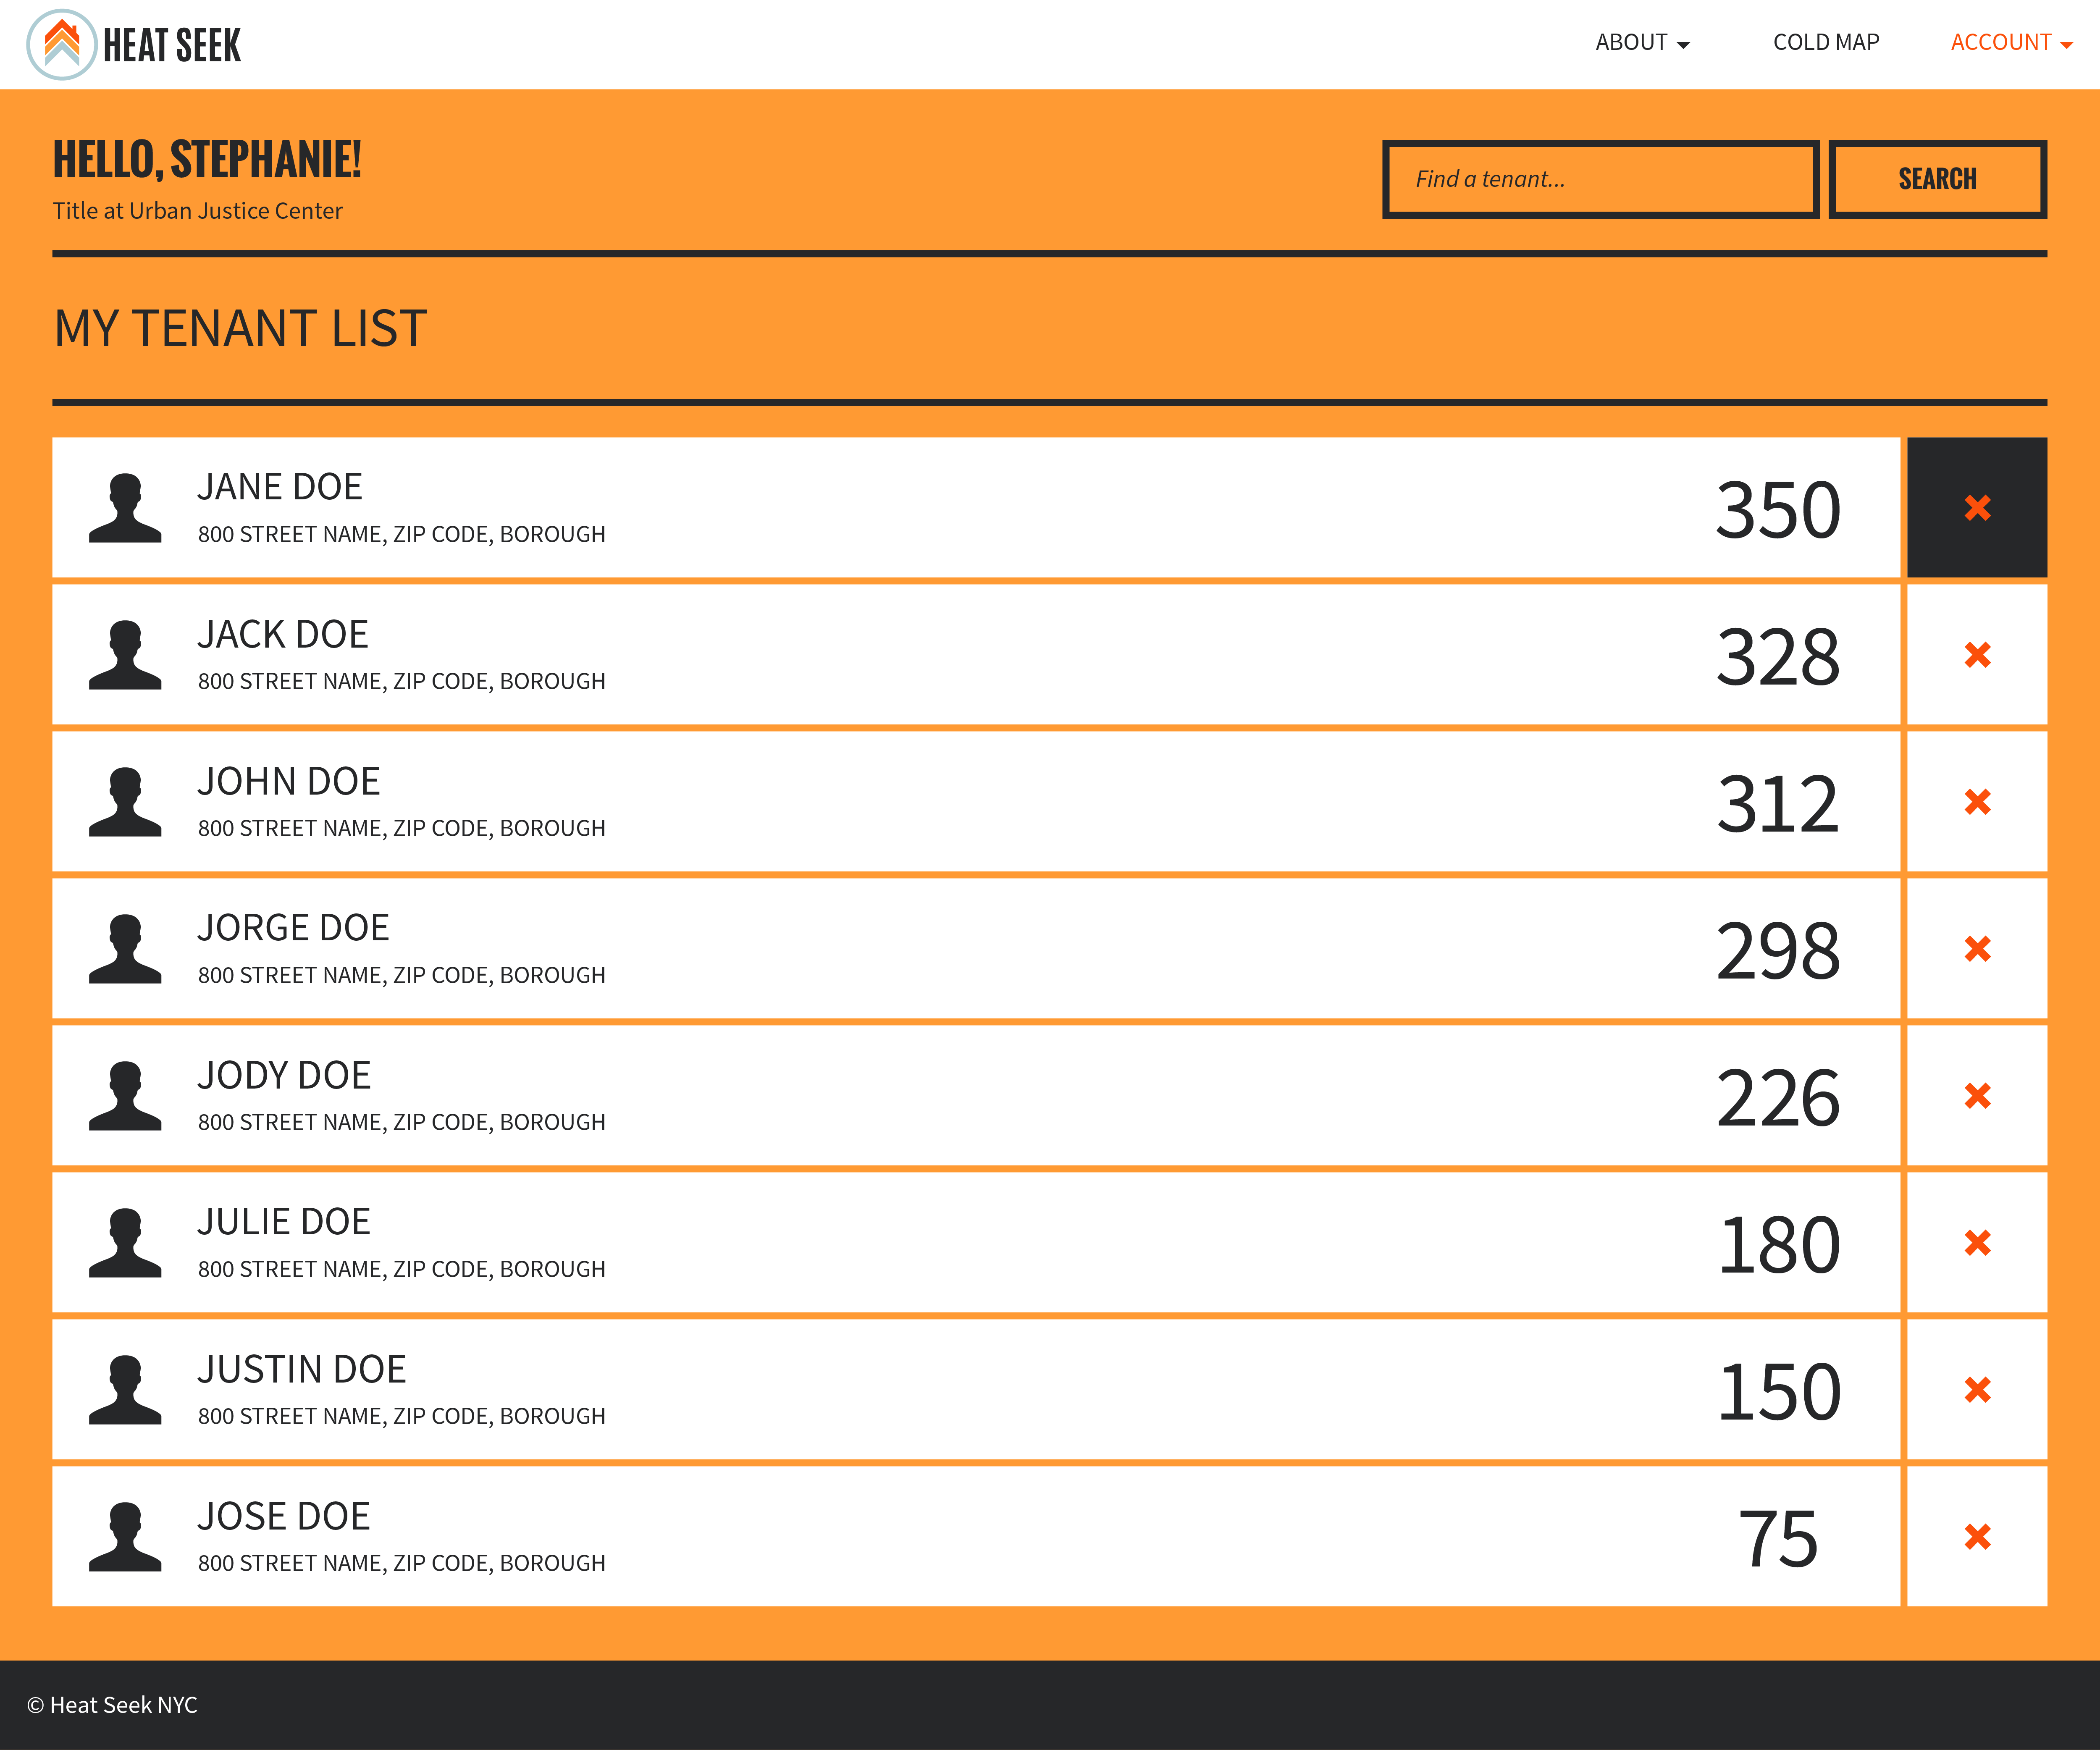 HEAT SEEK
ABOUT COLD MAP ACCOUNT
HELLO, STEPHANIE!
Title at Urban Justice Center
Find a tenant...
SEARCH
MY TENANT LIST
JANE DOE
800 STREET NAME, ZIP CODE, BOROUGH
350
JACK DOE
800 STREET NAME, ZIP CODE, BOROUGH
328
JOHN DOE
800 STREET NAME, ZIP CODE, BOROUGH
312
JORGE DOE
800 STREET NAME, ZIP CODE, BOROUGH
298
JODY DOE
800 STREET NAME, ZIP CODE, BOROUGH
226
JULIE DOE
800 STREET NAME, ZIP CODE, BOROUGH
180
JUSTIN DOE
800 STREET NAME, ZIP CODE, BOROUGH
150
JOSE DOE
800 STREET NAME, ZIP CODE, BOROUGH
75
© Heat Seek NYC